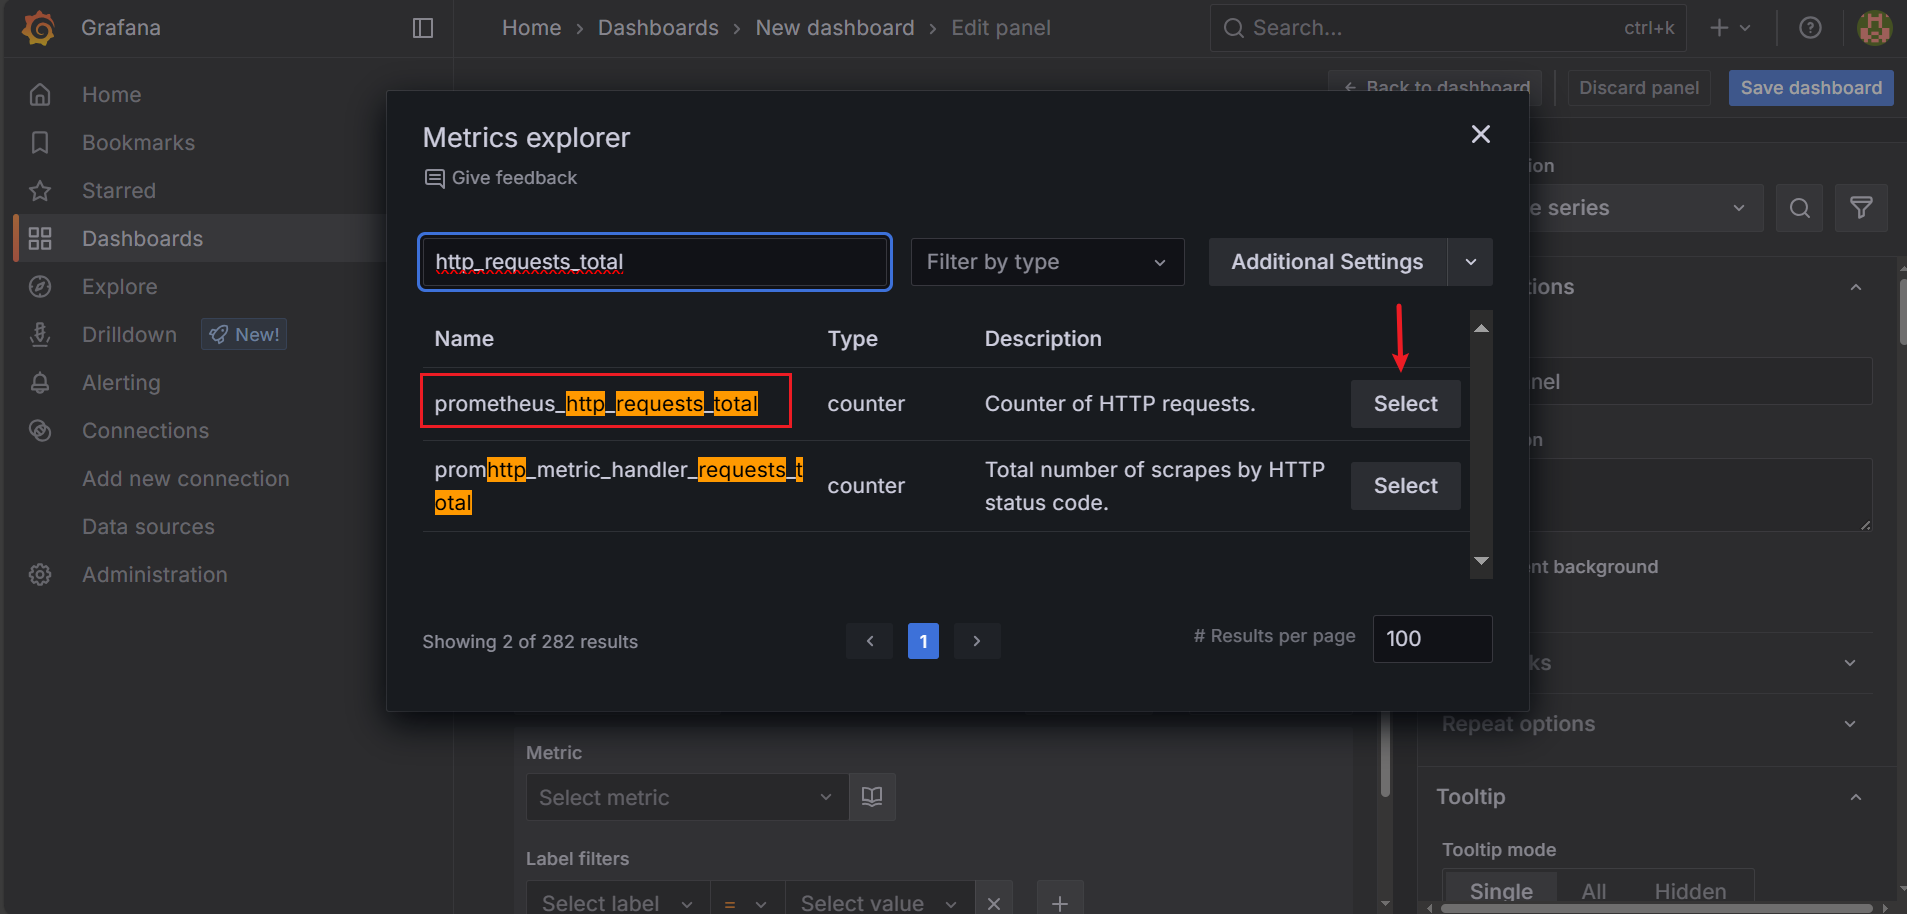 Grafana
Home › Dashboards › New dashboard › Edit panel
Search...
ctrl+k
Home
Bookmarks
Starred
Dashboards
Explore
Drilldown
New!
Alerting
Connections
Add new connection
Data sources
Administration
Back to dashboard
Discard panel
Save dashboard
Metrics explorer
Give feedback
http_requests_total
Filter by type
Additional Settings
Name
Type
Description
prometheus_http_requests_total
counter
Counter of HTTP requests.
Select
promhttp_metric_handler_requests_t
otal
counter
Total number of scrapes by HTTP
status code.
Select
Showing 2 of 282 results
1
# Results per page
100
ion
e series
tions
nel
on
nt background
ks
Repeat options
Tooltip
Tooltip mode
Single
All
Hidden
Metric
Select metric
Label filters
Select label
=
Select value